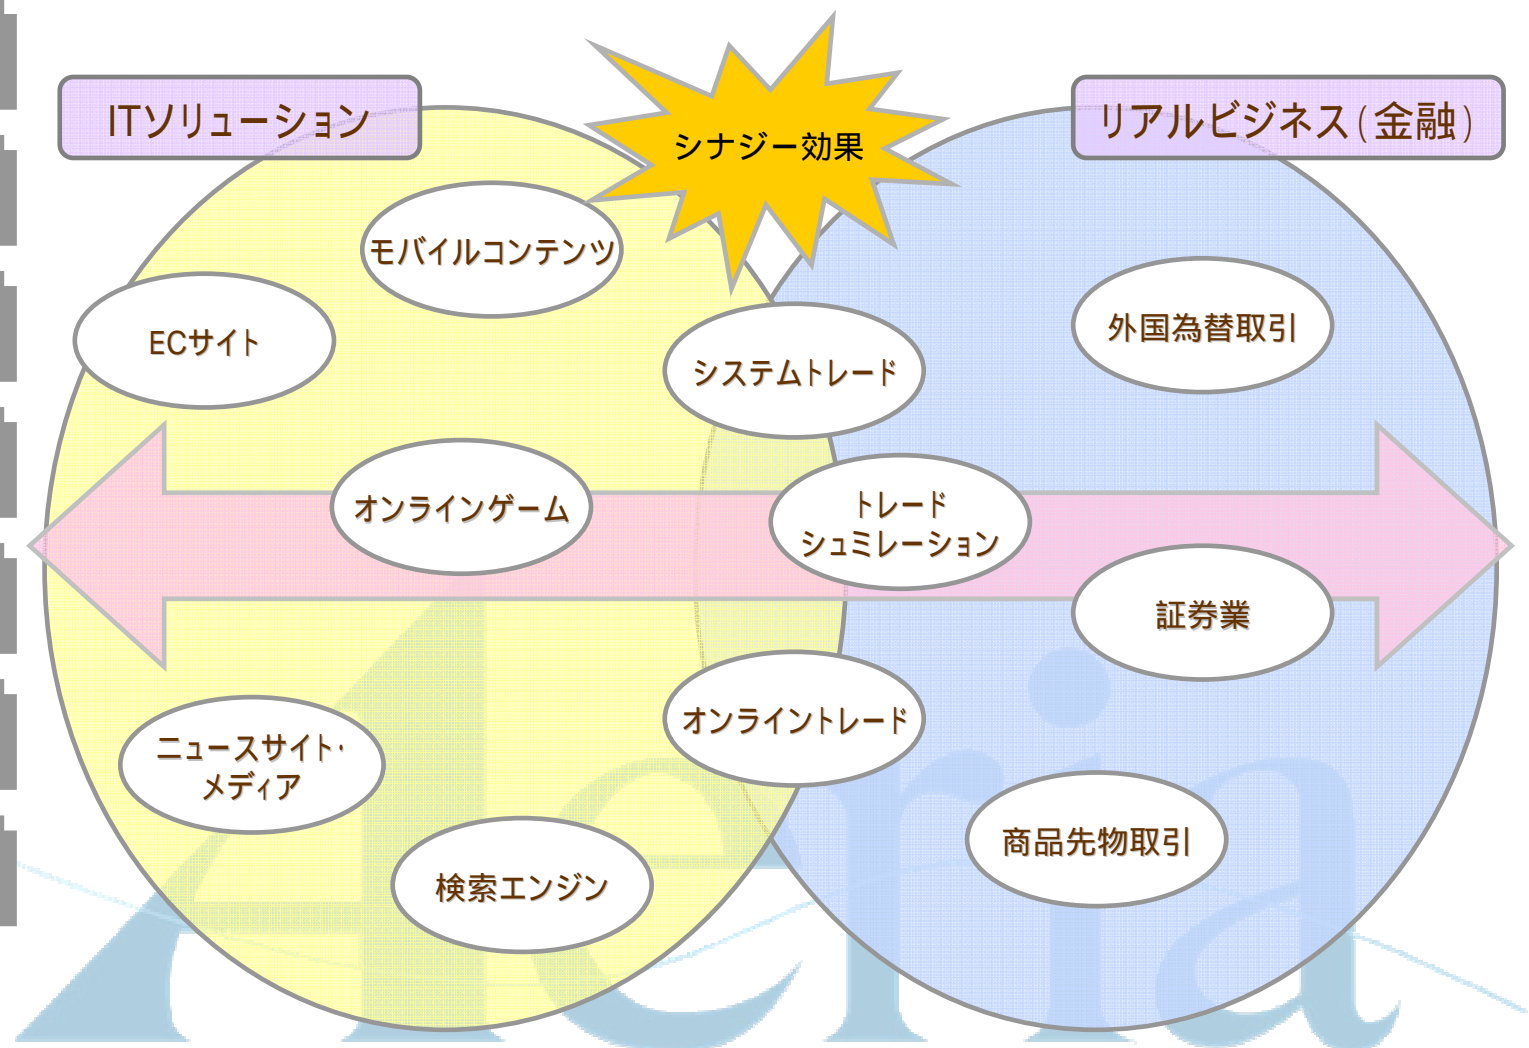 ITソリューション
シナジー効果
リアルビジネス(金融)
モバイルコンテンツ
ECサイト
外国為替取引
システムトレード
オンラインゲーム
トレード
シュミレーション
証券業
オンライントレード
ニュースサイト・
メディア
商品先物取引
検索エンジン
Aeria